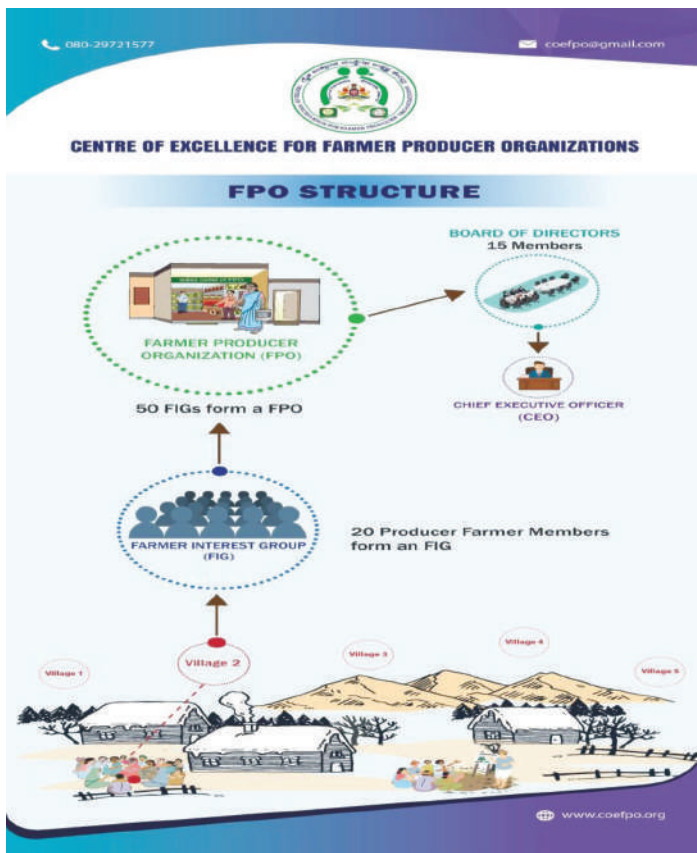 080-29721577
coefpo@gmail.com
CENTRE OF EXCELLENCE FOR FARMER PRODUCER ORGANIZATIONS
FPO STRUCTURE
BOARD OF DIRECTORS
15 Members
FARMER PRODUCER
ORGANIZATION (FPO)
CHIEF EXECUTIVE OFFICER
(CEO)
50 FIGs form a FPO
FARMER INTEREST GROUP
(FIG)
20 Producer Farmer Members
form an FIG
Village 1
Village 2
Village 3
Village 4
Village 5
www.coefpo.org